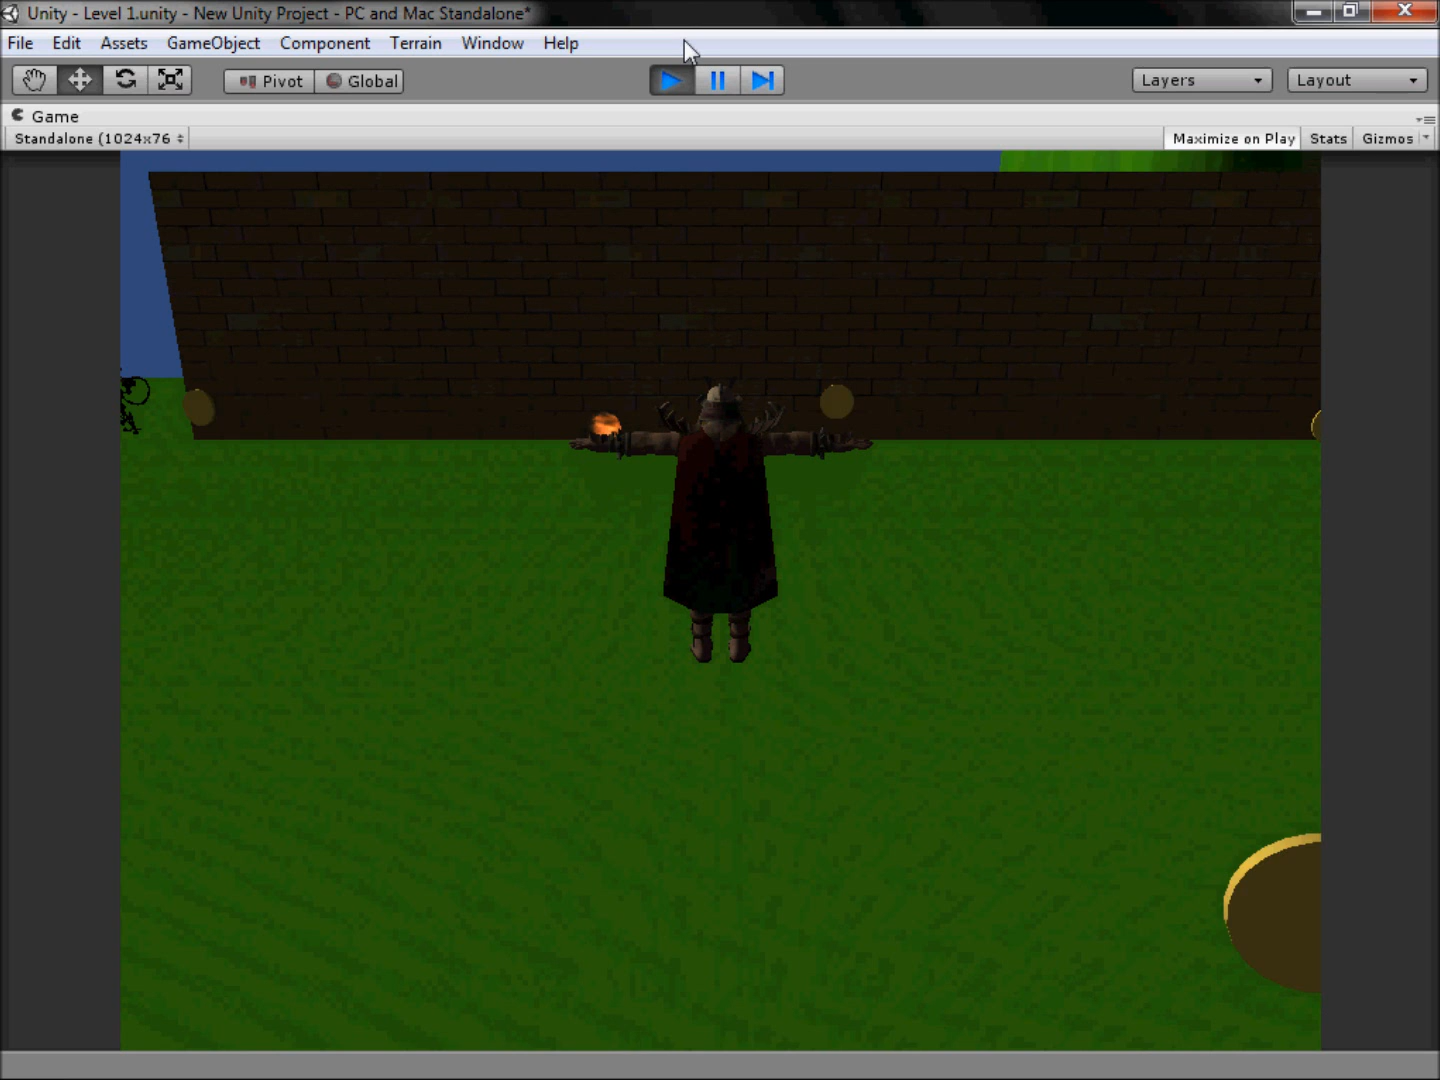 Unity - Level 1.unity - New Unity Project - PC and Mac Standalone*
File Edit Assets GameObject Component Terrain Window Help
Pivot Global Layers Layout
Game
Standalone (1024x76 Maximize on Play Stats Gizmos